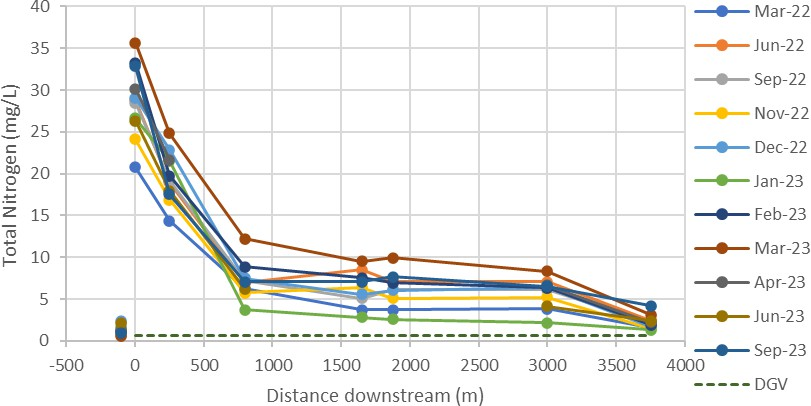 Total Nitrogen (mg/L)
40
35
30
25
20
15
10
5
0
-500 0 500 1000 1500 2000 2500 3000 3500 4000
Distance downstream (m)
Mar-22
Jun-22
Sep-22
Nov-22
Dec-22
Jan-23
Feb-23
Mar-23
Apr-23
Jun-23
Sep-23
DGV